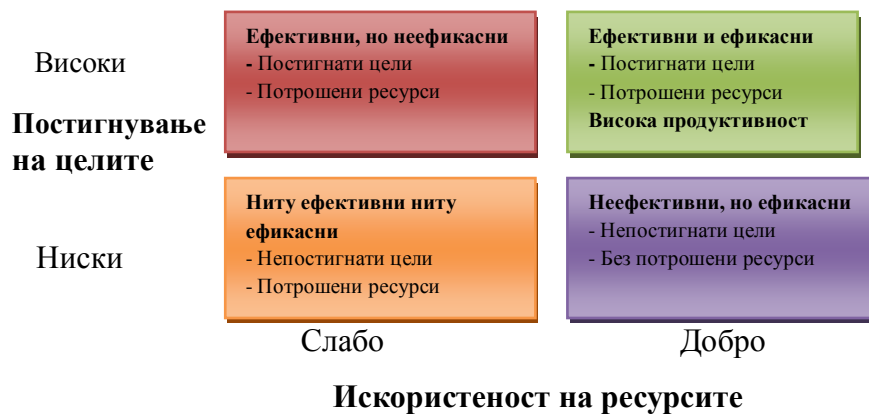 Високи
Постигнување
на целите
Ефективни, но неефикасни
- Постигнати цели
- Потрошени ресурси
Ефективни и ефикасни
- Постигнати цели
- Потрошени ресурси
Висока продуктивност
Ниски
Ниту ефективни ниту
ефикасни
- Непостигнати цели
- Потрошени ресурси
Неефективни, но ефикасни
- Непостигнати цели
- Без потрошени ресурси
Слабо
Добро
Искористеност на ресурсите